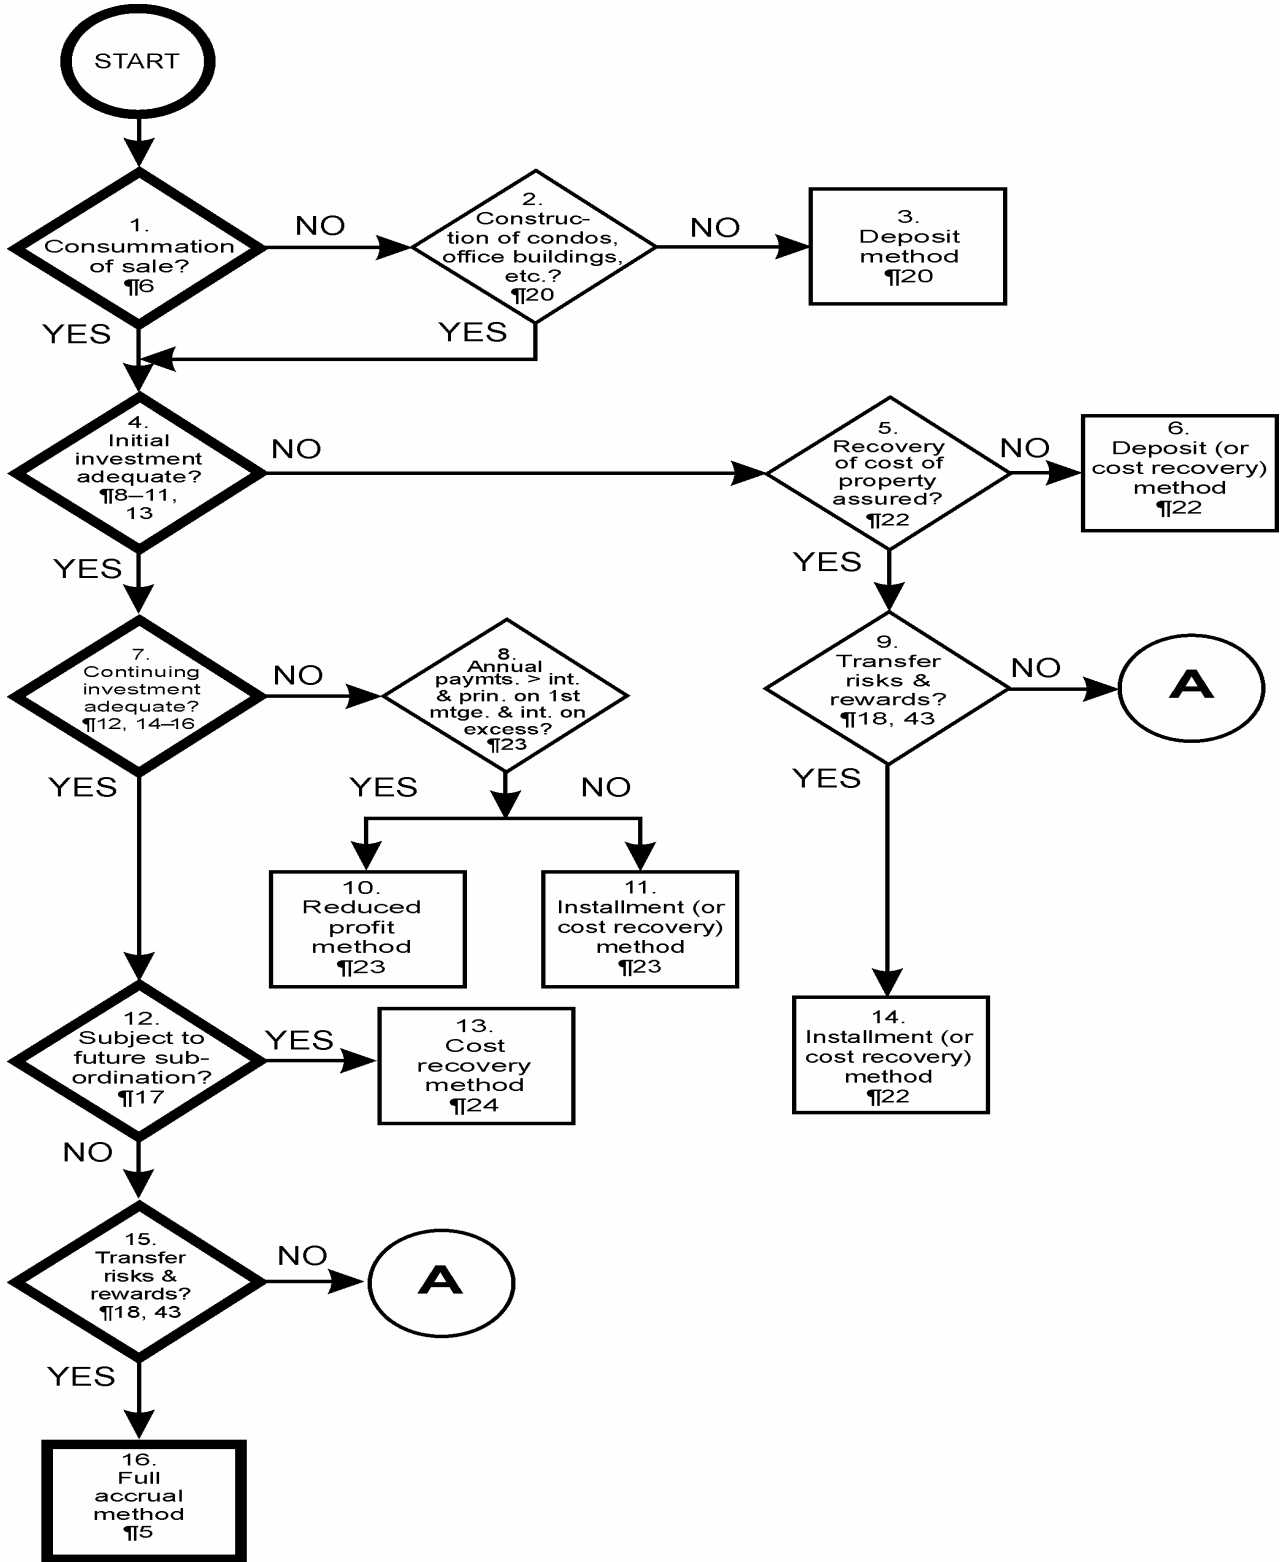 START
1.
Consummation
of sale?
¶6
NO
2.
Construc-
tion of condos,
office buildings,
etc.?
¶20
NO
3.
Deposit
method
¶20
YES
YES
4.
Initial
investment
adequate?
¶8–11,
13
NO
5.
Recovery
of cost of
property
assured?
¶22
NO
6.
Deposit (or
cost recovery)
method
¶22
YES
YES
7.
Continuing
investment
adequate?
¶12, 14–16
NO
8.
Annual
paymts. > int.
& prin. on 1st
mtge. & int. on
excess?
¶23
9.
Transfer
risks &
rewards?
¶18, 43
NO
A
YES
YES
NO
YES
10.
Reduced
profit
method
¶23
11.
Installment (or
cost recovery)
method
¶23
12.
Subject to
future sub-
ordination?
¶17
YES
13.
Cost
recovery
method
¶24
14.
Installment (or
cost recovery)
method
¶22
NO
15.
Transfer
risks &
rewards?
¶18, 43
NO
A
YES
16.
Full
accrual
method
¶5